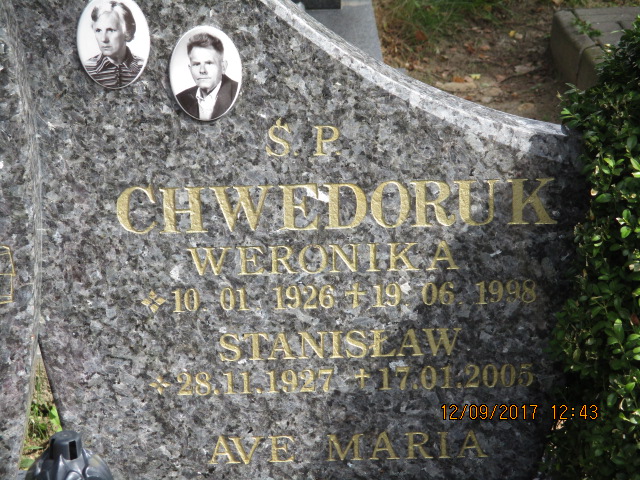 Ś. P.
CHWEDORUK
WERONIKA
10. 01. 1926 + 19. 06. 1998
STANISŁAW
28.11.1927 + 17.01.2005
AVE MARIA
12/09/2017 12:43